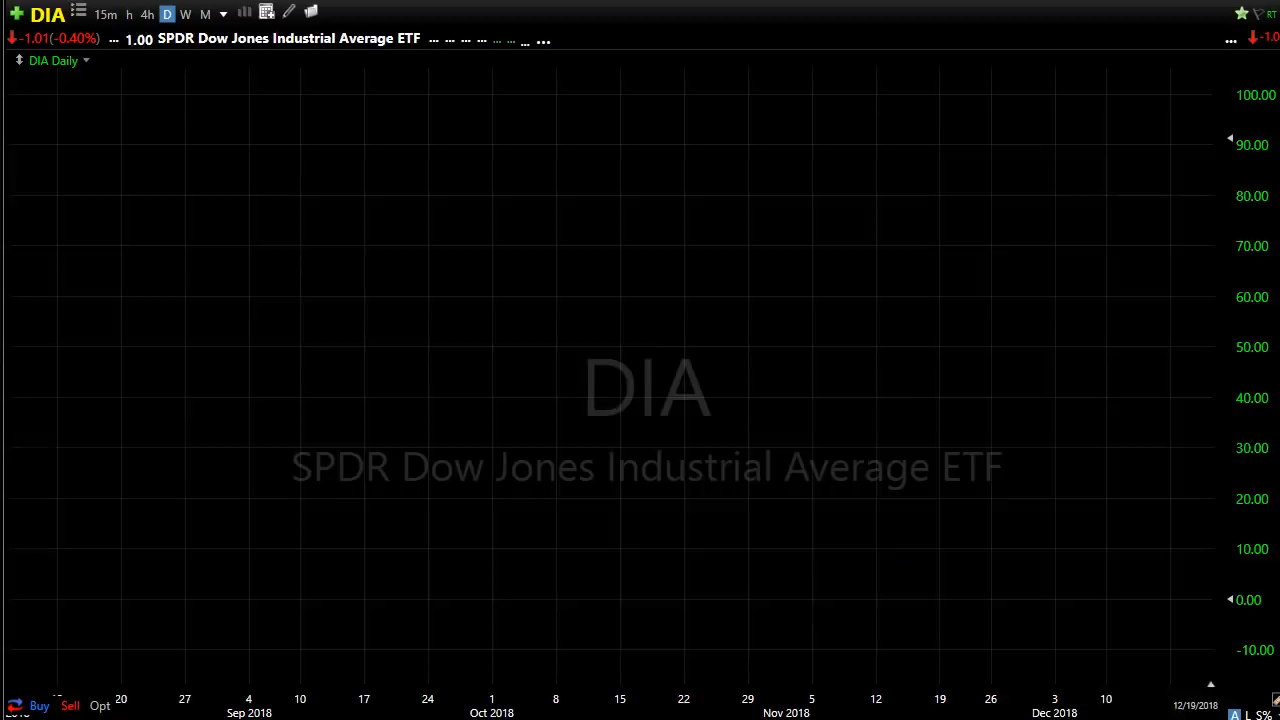 DIA 15m h 4h D W M RT
-1.01(-0.40%) ... 1.00 SPDR Dow Jones Industrial Average ETF ... ... ... ... ... ... ... ... ... -1.0
DIA Daily
100.00
90.00
80.00
70.00
60.00
50.00
40.00
DIA
30.00
SPDR Dow Jones Industrial Average ETF
20.00
10.00
0.00
-10.00
20 27 4 10 17 24 1 8 15 22 29 5 12 19 26 3 10
Buy Sell Opt 12/19/2018
Sep 2018 Oct 2018 Nov 2018 Dec 2018 A L S%